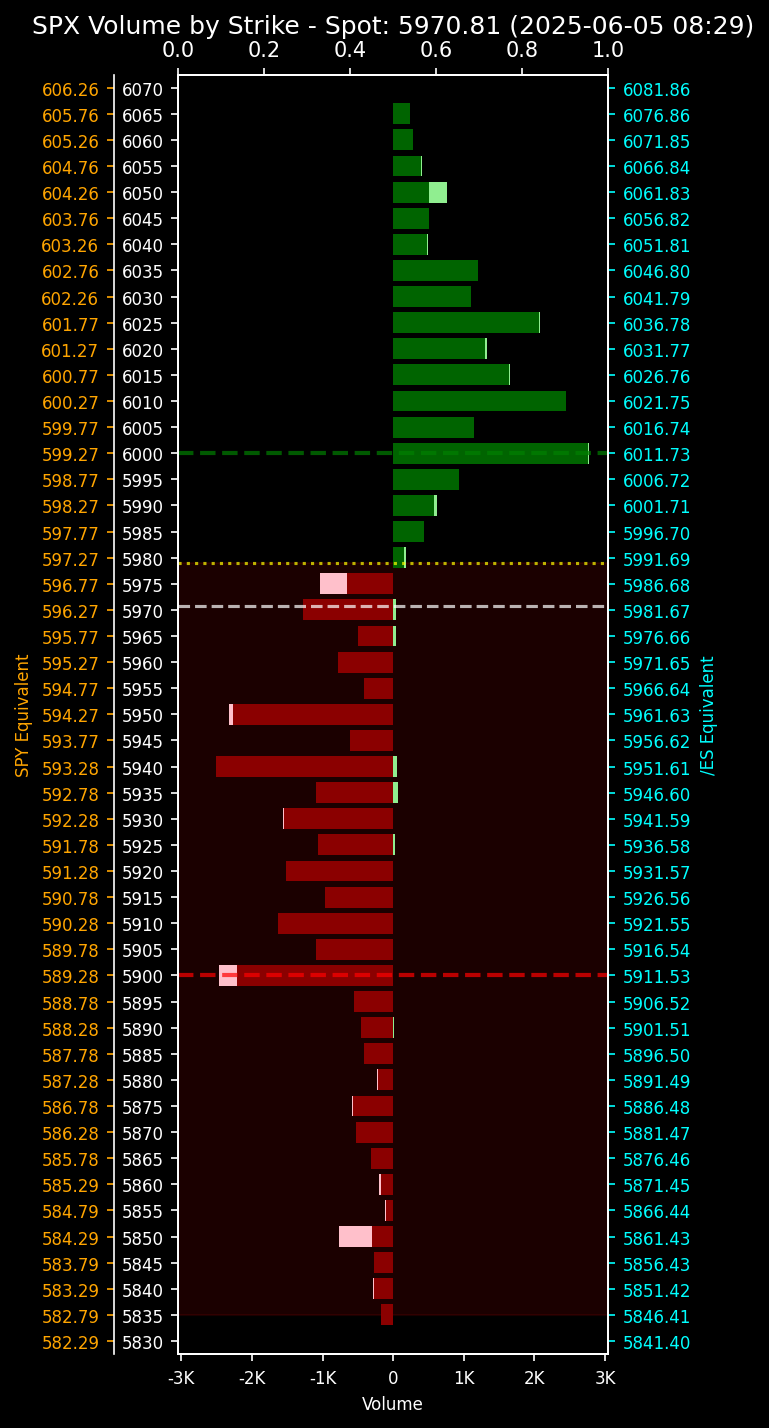 SPX Volume by Strike - Spot: 5970.81 (2025-06-05 08:29)
0.0 0.2 0.4 0.6 0.8 1.0
606.26 6070 6081.86
605.76 6065 6076.86
605.26 6060 6071.85
604.76 6055 6066.84
604.26 6050 6061.83
603.76 6045 6056.82
603.26 6040 6051.81
602.76 6035 6046.80
602.26 6030 6041.79
601.77 6025 6036.78
601.27 6020 6031.77
600.77 6015 6026.76
600.27 6010 6021.75
599.77 6005 6016.74
599.27 6000 6011.73
598.77 5995 6006.72
598.27 5990 6001.71
597.77 5985 5996.70
597.27 5980 5991.69
596.77 5975 5986.68
596.27 5970 5981.67
595.77 5965 5976.66
595.27 5960 5971.65
594.77 5955 5966.64
594.27 5950 5961.63
593.77 5945 5956.62
593.28 5940 5951.61
592.78 5935 5946.60
592.28 5930 5941.59
591.78 5925 5936.58
591.28 5920 5931.57
590.78 5915 5926.56
590.28 5910 5921.55
589.78 5905 5916.54
589.28 5900 5911.53
588.78 5895 5906.52
588.28 5890 5901.51
587.78 5885 5896.50
587.28 5880 5891.49
586.78 5875 5886.48
586.28 5870 5881.47
585.78 5865 5876.46
585.29 5860 5871.45
584.79 5855 5866.44
584.29 5850 5861.43
583.79 5845 5856.43
583.29 5840 5851.42
582.79 5835 5846.41
582.29 5830 5841.40
SPY Equivalent
/ES Equivalent
-3K -2K -1K 0 1K 2K 3K
Volume